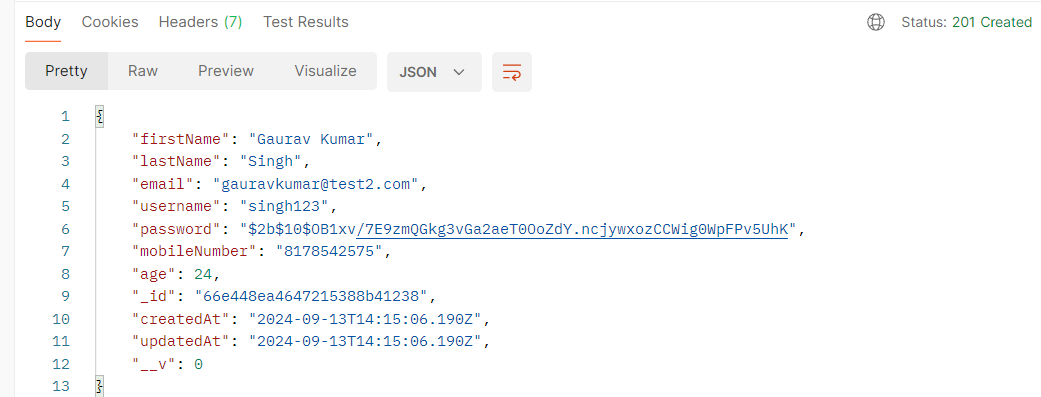 Body Cookies Headers (7) Test Results Status: 201 Created
Pretty Raw Preview Visualize JSON
1 {
2 "firstName": "Gaurav Kumar",
3 "lastName": "Singh",
4 "email": "gauravkumar@test2.com",
5 "username": "singh123",
6 "password": "$2b$10$OB1xv/7E9zmQGkg3vGa2aeT0OoZdY.ncjywxozCCWig0WpFPv5UhK",
7 "mobileNumber": "8178542575",
8 "age": 24,
9 "_id": "66e448ea4647215388b41238",
10 "createdAt": "2024-09-13T14:15:06.190Z",
11 "updatedAt": "2024-09-13T14:15:06.190Z",
12 "__v": 0
13 }